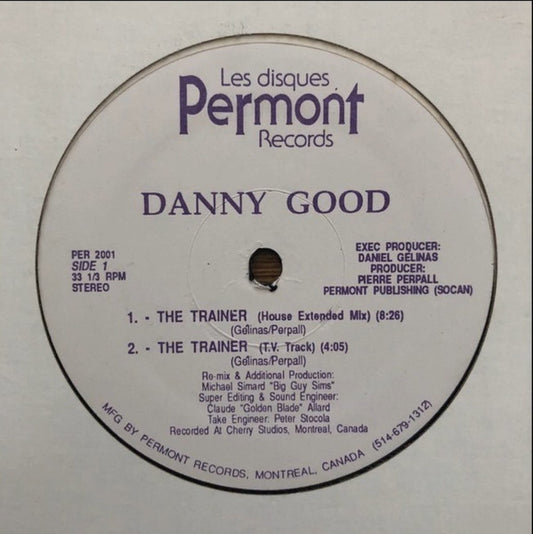 Les disques
Permont
Records
DANNY GOOD
PER 2001
SIDE 1
33 1/3 RPM
STEREO
EXEC PRODUCER:
DANIEL GELINAS
PRODUCER:
PIERRE PERPALL
PERMONT PUBLISHING (SOCAN)
1. - THE TRAINER (House Extended Mix) (8:26)
(Gélinas/Perpall)
2. - THE TRAINER (T.V. Track) (4:05)
(Gélinas/Perpall)
Re-mix & Additional Production:
Michael Simard "Big Guy Sims"
Super Editing & Sound Engineer:
Claude "Golden Blade" Allard
Take Engineer: Peter Stocola
Recorded At Cherry Studios, Montreal, Canada
MFG BY PERMONT RECORDS, MONTREAL, CANADA (514-679-1312)